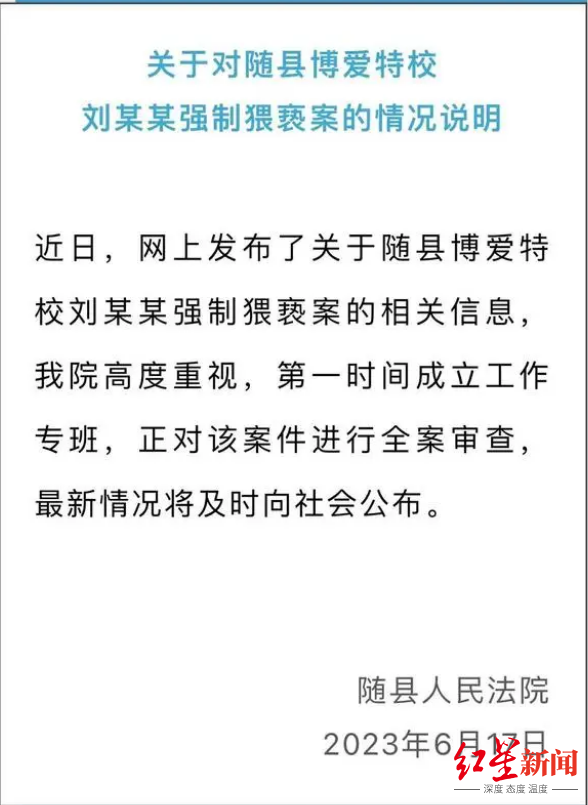 关于对随县博爱特校
刘某某强制猥亵案的情况说明
近日，网上发布了关于随县博爱特
校刘某某强制猥亵案的相关信息，
我院高度重视，第一时间成立工作
专班，正对该案件进行全案审查，
最新情况将及时向社会公布。
随县人民法院
2023年6月17日
红星新闻
深度 态度 温度